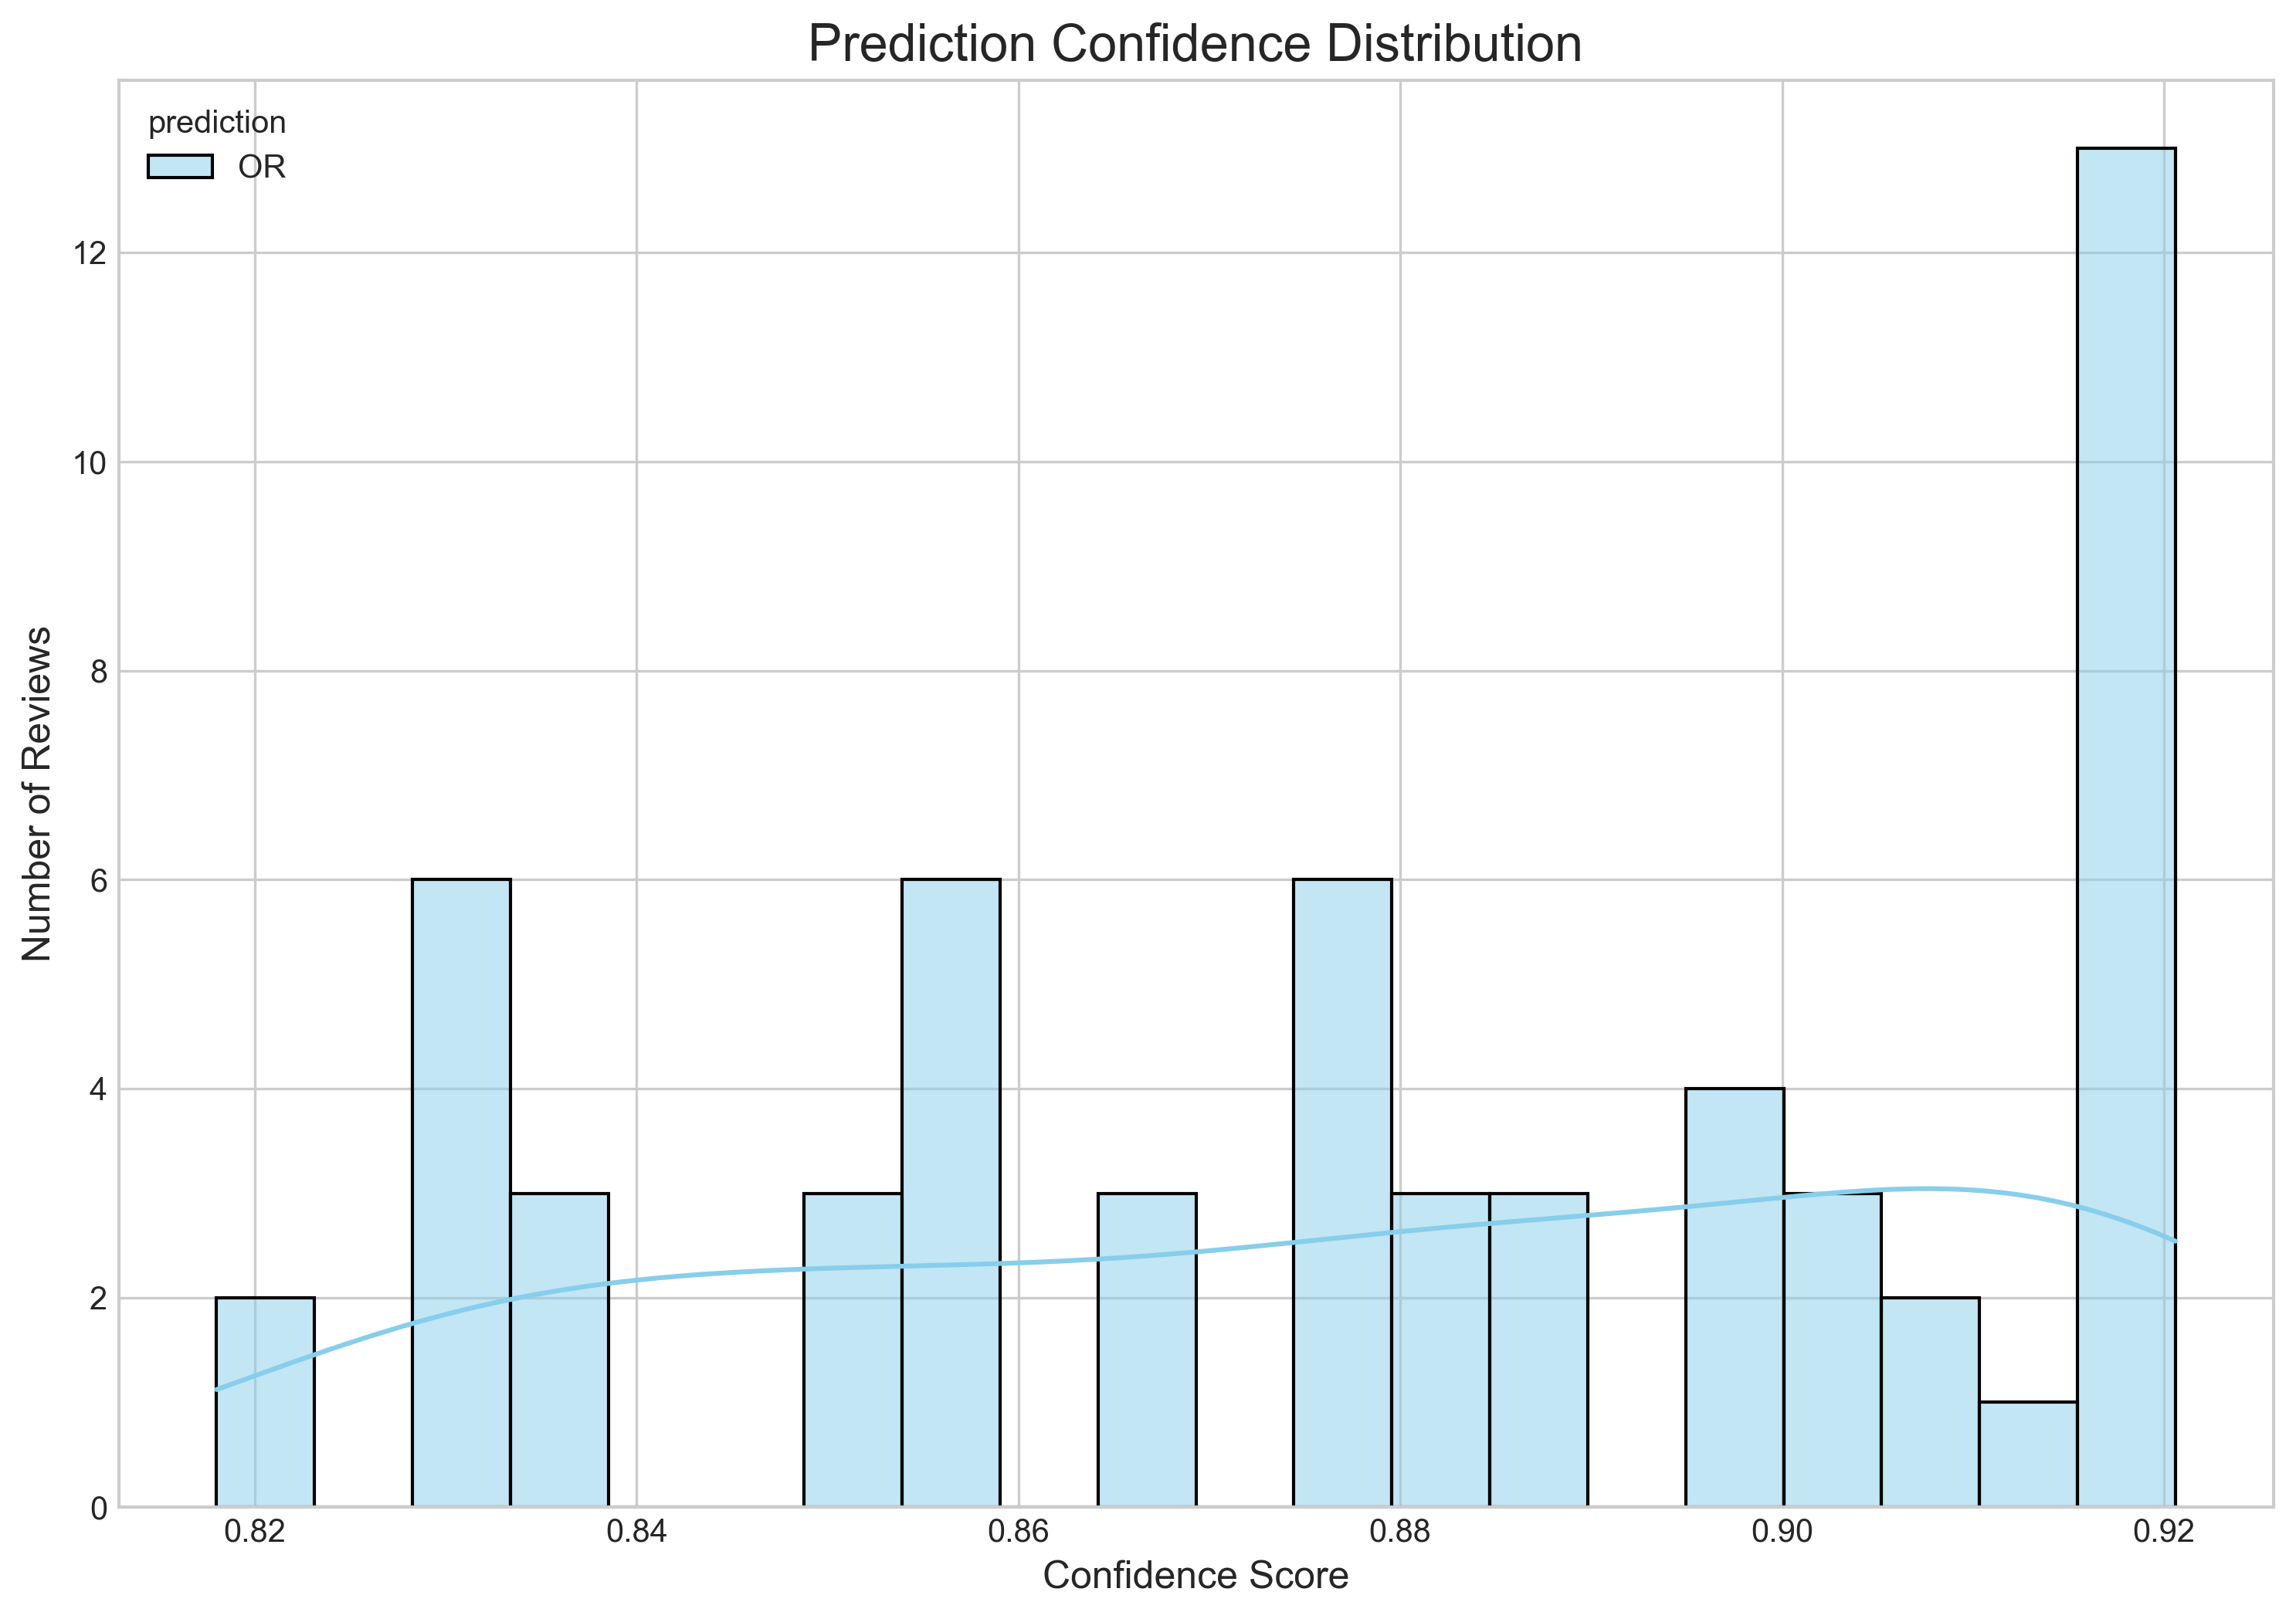 Prediction Confidence Distribution
prediction
OR
12
10
8
6
4
2
0
Number of Reviews
0.82 0.84 0.86 0.88 0.90 0.92
Confidence Score